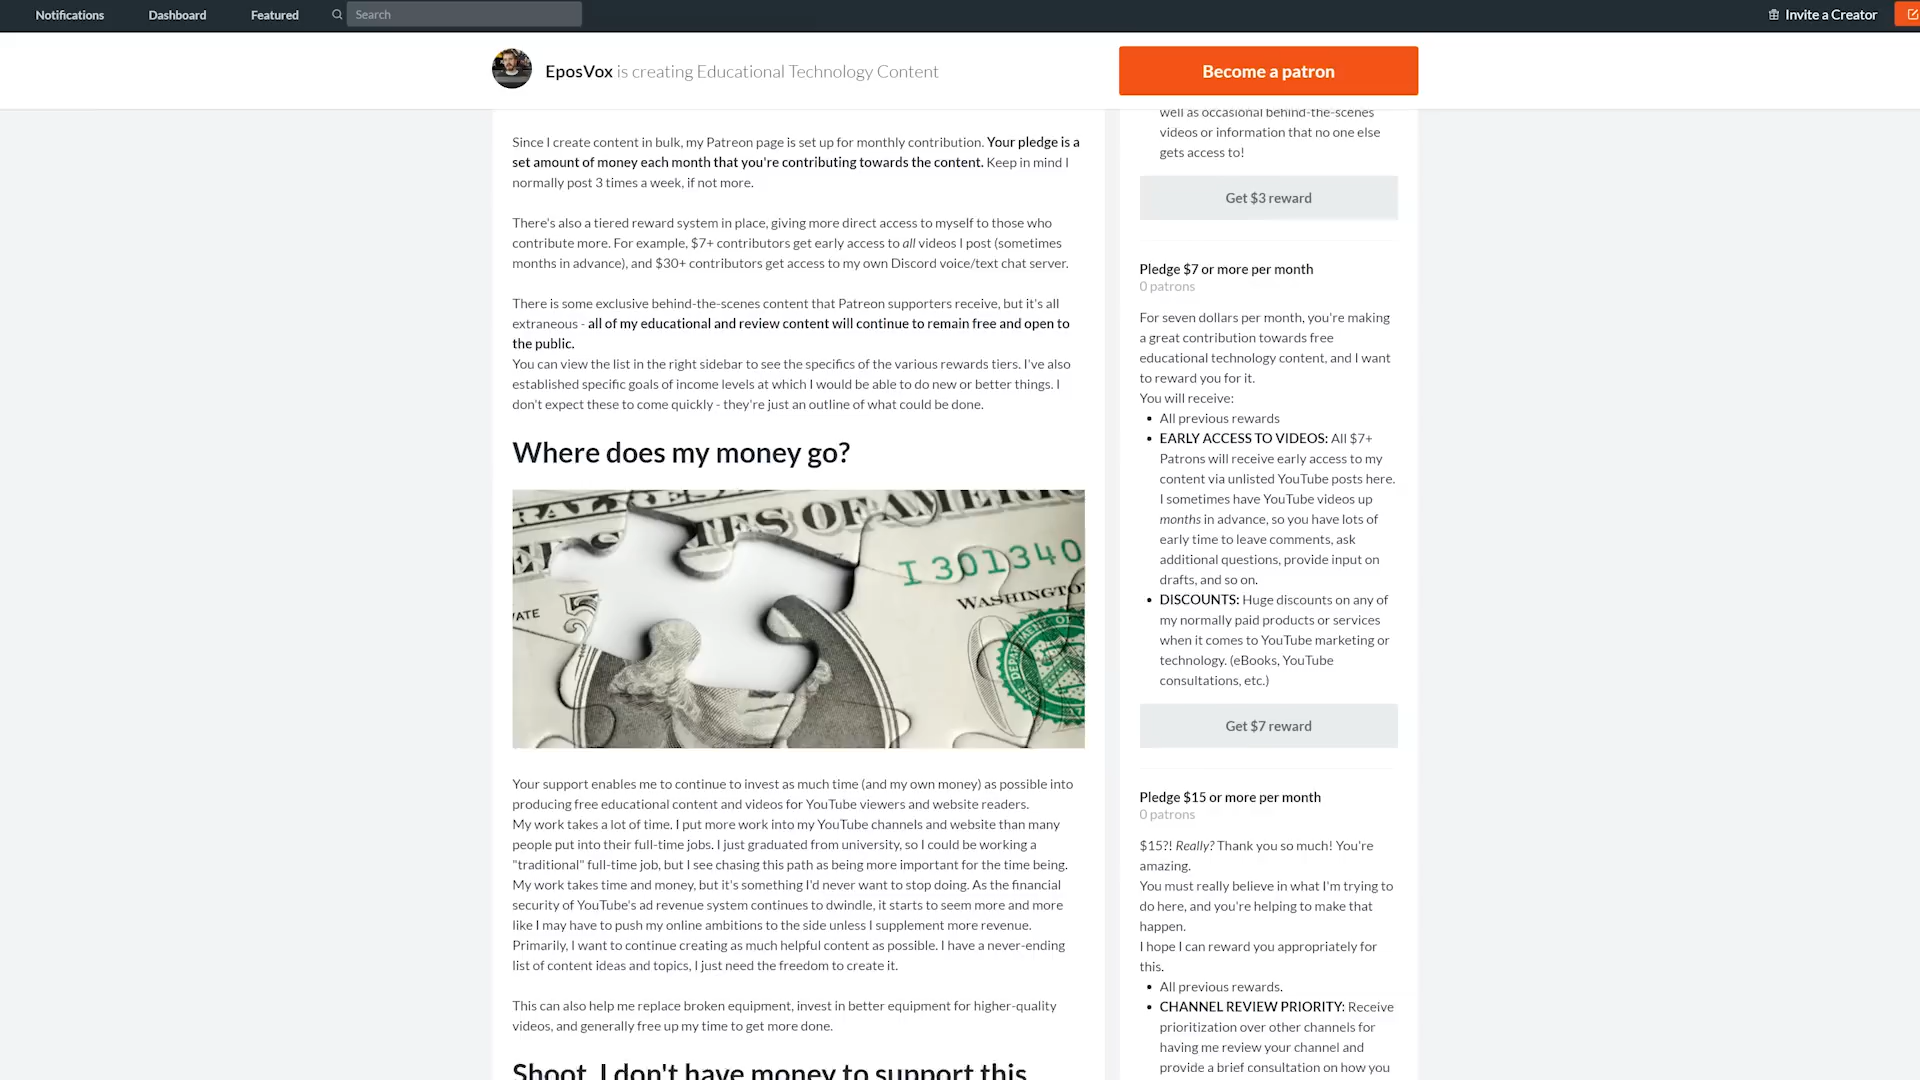 Notifications
Dashboard
Featured
Search
Invite a Creator
EposVox is creating Educational Technology Content
Become a patron
Since I create content in bulk, my Patreon page is set up for monthly contribution. Your pledge is a
set amount of money each month that you're contributing towards the content. Keep in mind I
normally post 3 times a week, if not more.
There's also a tiered reward system in place, giving more direct access to myself to those who
contribute more. For example, $7+ contributors get early access to all videos I post (sometimes
months in advance), and $30+ contributors get access to my own Discord voice/text chat server.
There is some exclusive behind-the-scenes content that Patreon supporters receive, but it's all
extraneous - all of my educational and review content will continue to remain free and open to
the public.
You can view the list in the right sidebar to see the specifics of the various rewards tiers. I've also
established specific goals of income levels at which I would be able to do new or better things. I
don't expect these to come quickly - they're just an outline of what could be done.
Where does my money go?
ES OF AMERIC
I 301340
WASHINGTO
Your support enables me to continue to invest as much time (and my own money) as possible into
producing free educational content and videos for YouTube viewers and website readers.
My work takes a lot of time. I put more work into my YouTube channels and website than many
people put into their full-time jobs. I just graduated from university, so I could be working a
"traditional" full-time job, but I see chasing this path as being more important for the time being.
My work takes time and money, but it's something I'd never want to stop doing. As the financial
security of YouTube's ad revenue system continues to dwindle, it starts to seem more and more
like I may have to push my online ambitions to the side unless I supplement more revenue.
Primarily, I want to continue creating as much helpful content as possible. I have a never-ending
list of content ideas and topics, I just need the freedom to create it.
This can also help me replace broken equipment, invest in better equipment for higher-quality
videos, and generally free up my time to get more done.
Shoot, I don't have money to support this
well as occasional behind-the-scenes
videos or information that no one else
gets access to!
Get $3 reward
Pledge $7 or more per month
0 patrons
For seven dollars per month, you're making
a great contribution towards free
educational technology content, and I want
to reward you for it.
You will receive:
• All previous rewards
• EARLY ACCESS TO VIDEOS: All $7+
Patrons will receive early access to my
content via unlisted YouTube posts here.
I sometimes have YouTube videos up
months in advance, so you have lots of
early time to leave comments, ask
additional questions, provide input on
drafts, and so on.
• DISCOUNTS: Huge discounts on any of
my normally paid products or services
when it comes to YouTube marketing or
technology. (eBooks, YouTube
consultations, etc.)
Get $7 reward
Pledge $15 or more per month
0 patrons
$15?! Really? Thank you so much! You're
amazing.
You must really believe in what I'm trying to
do here, and you're helping to make that
happen.
I hope I can reward you appropriately for
this.
• All previous rewards.
• CHANNEL REVIEW PRIORITY: Receive
prioritization over other channels for
having me review your channel and
provide a brief consultation on how you